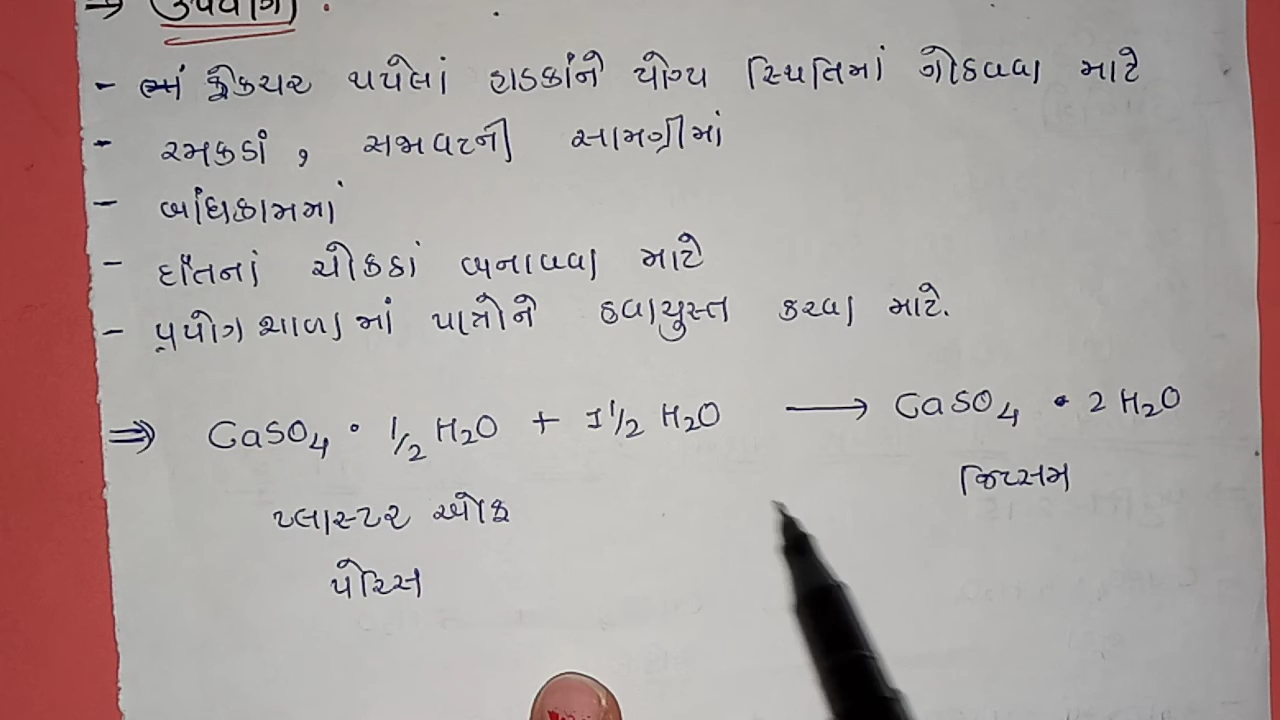 ⇒ ઉપયોગ :
- ફ્રેકચર થયેલાં હાડકાંને યોગ્ય સ્થિતિમાં ગોઠવવા માટે
- રમકડાં, સજાવટની સામગ્રીમાં
- બાંધકામમાં
- દાંતનાં ચોકઠાં બનાવવા માટે
- પ્રયોગશાળામાં પાત્રોને હવાચુસ્ત કરવા માટે.
⇒ CaSO4 · 1/2 H2O + 1 1/2 H2O ⟶ CaSO4 · 2 H2O
પ્લાસ્ટર ઓફ જિપ્સમ
પેરિસ